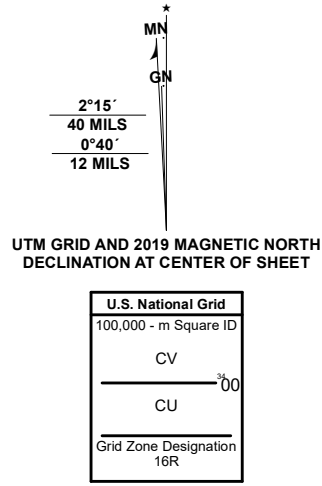 ★
MN
GN
2°15´
40 MILS
0°40´
12 MILS
UTM GRID AND 2019 MAGNETIC NORTH
DECLINATION AT CENTER OF SHEET
U.S. National Grid
100,000 - m Square ID
CV
³⁴00
CU
Grid Zone Designation
16R